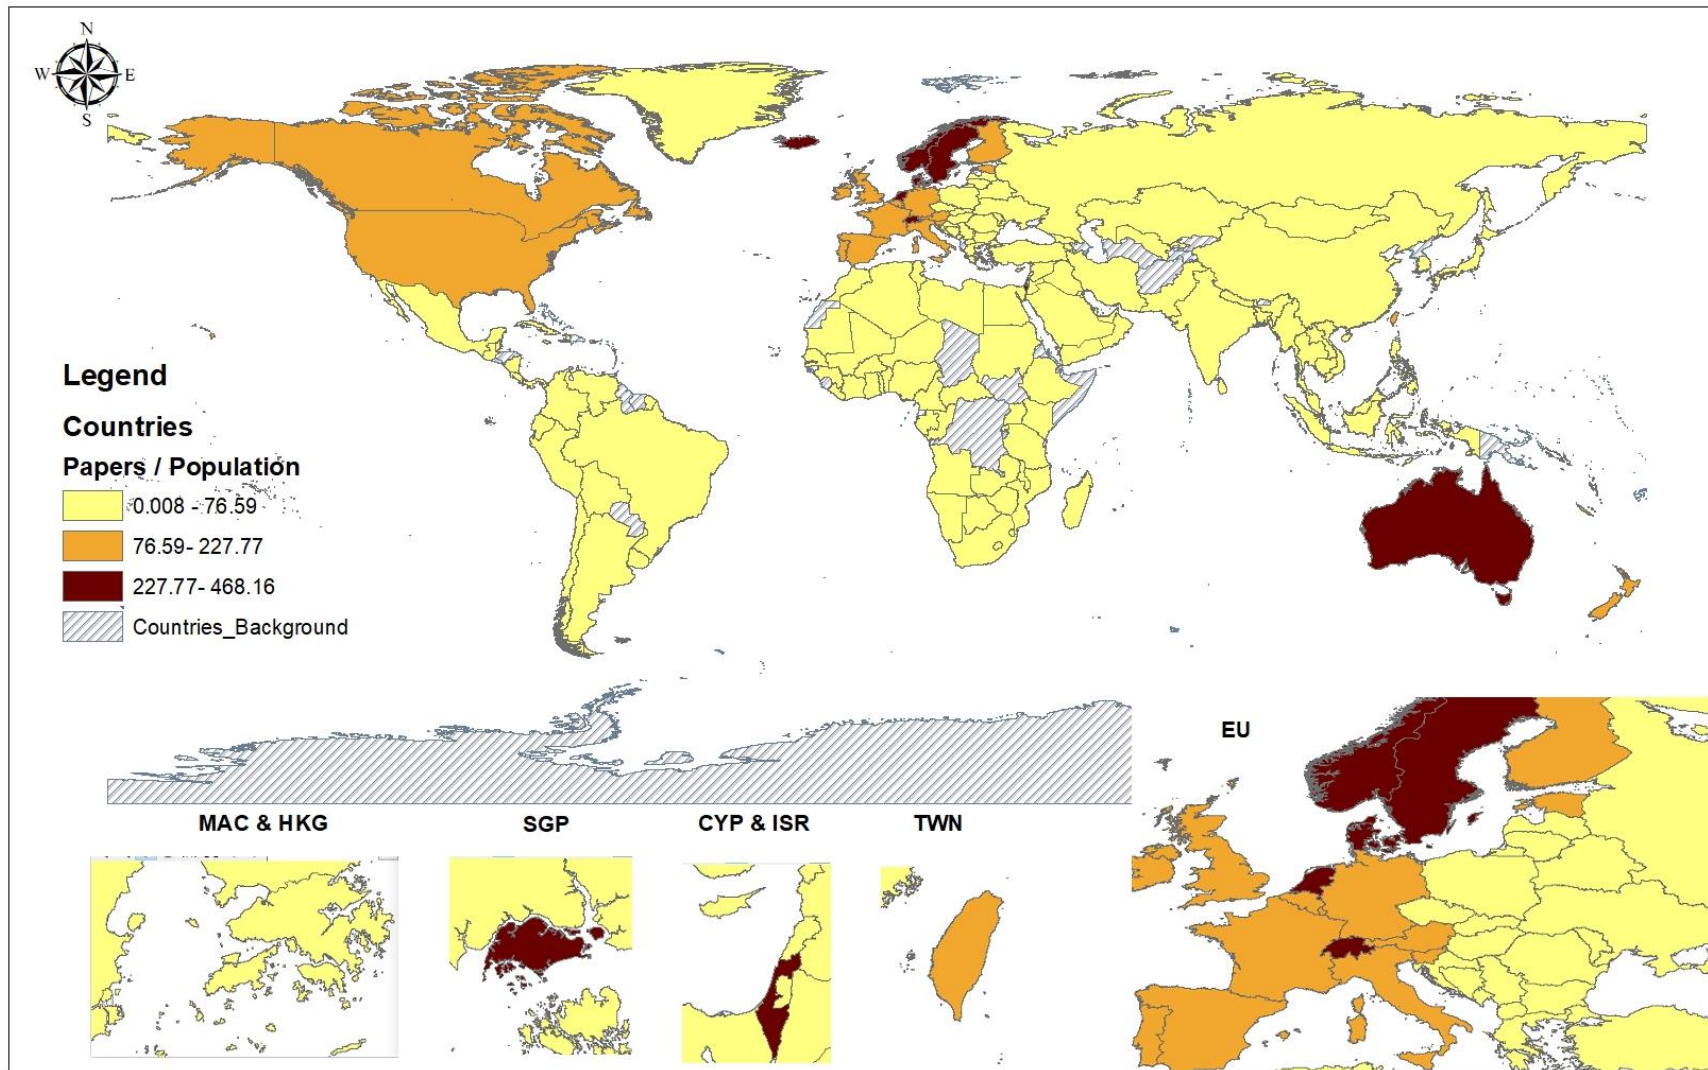 N
W E
S
Legend
Countries
Papers / Population
0.008 - 76.59
76.59- 227.77
227.77- 468.16
Countries_Background
EU
MAC & HKG SGP CYP & ISR TWN